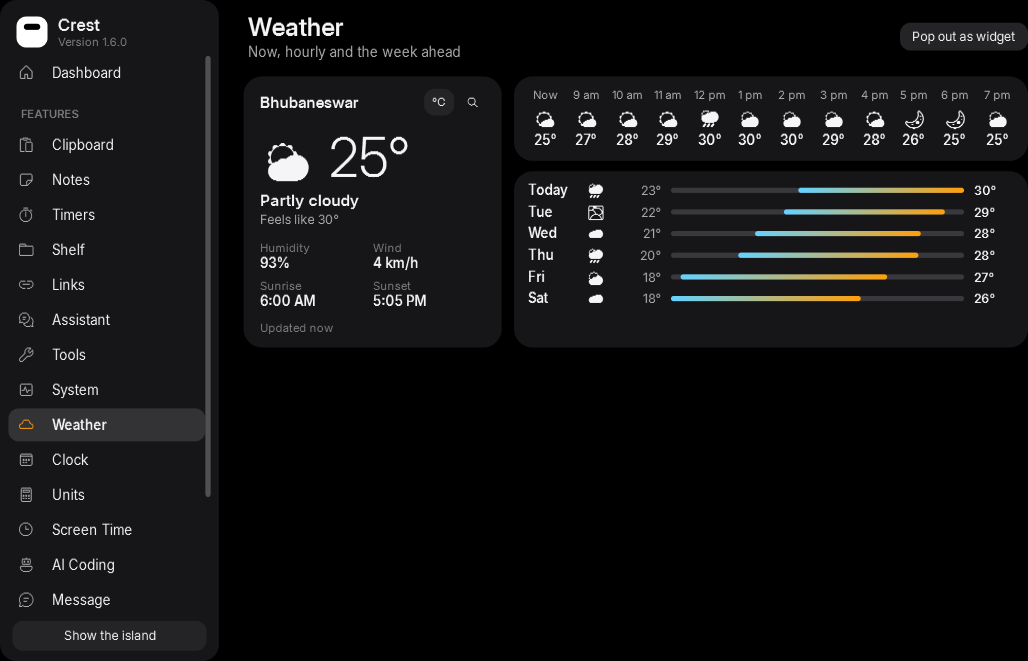 Crest
Version 1.6.0
Dashboard
FEATURES
Clipboard
Notes
Timers
Shelf
Links
Assistant
Tools
System
Weather
Clock
Units
Screen Time
AI Coding
Message
Show the island
Weather
Now, hourly and the week ahead
Pop out as widget
Bhubaneswar
°C
25°
Partly cloudy
Feels like 30°
Humidity Wind
93% 4 km/h
Sunrise Sunset
6:00 AM 5:05 PM
Updated now
Now 9 am 10 am 11 am 12 pm 1 pm 2 pm 3 pm 4 pm 5 pm 6 pm 7 pm
25° 27° 28° 29° 30° 30° 30° 29° 28° 26° 25° 25°
Today 23° 30°
Tue 22° 29°
Wed 21° 28°
Thu 20° 28°
Fri 18° 27°
Sat 18° 26°